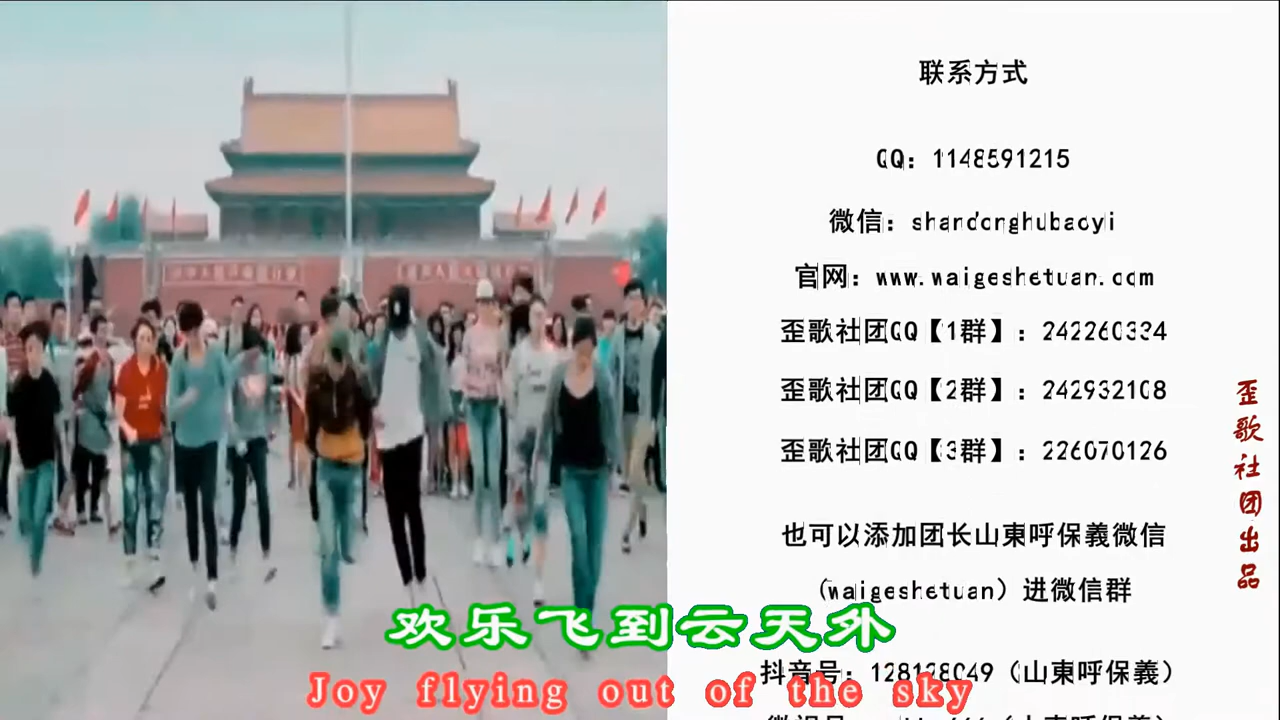 联系方式
QQ：1148591215
微信：shandonghubaoyi
官网：www.waigeshetuan.com
歪歌社团QQ【1群】：242260334
歪歌社团QQ【2群】：242932108
歪歌社团QQ【3群】：226070126
也可以添加团长山東呼保義微信
(waigeshetuan）进微信群
抖音号：128128049（山東呼保義）
歪歌社团出品
欢乐飞到云天外
Joy flying out of the sky